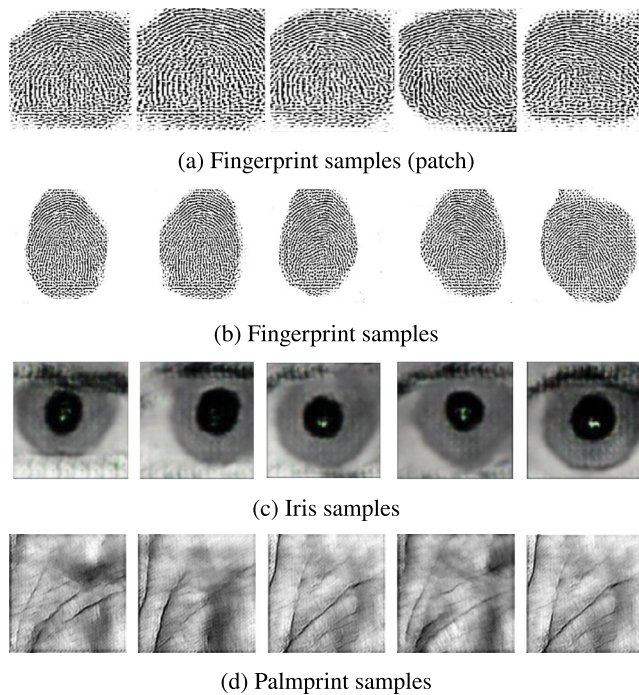 (a) Fingerprint samples (patch)
(b) Fingerprint samples
(c) Iris samples
(d) Palmprint samples